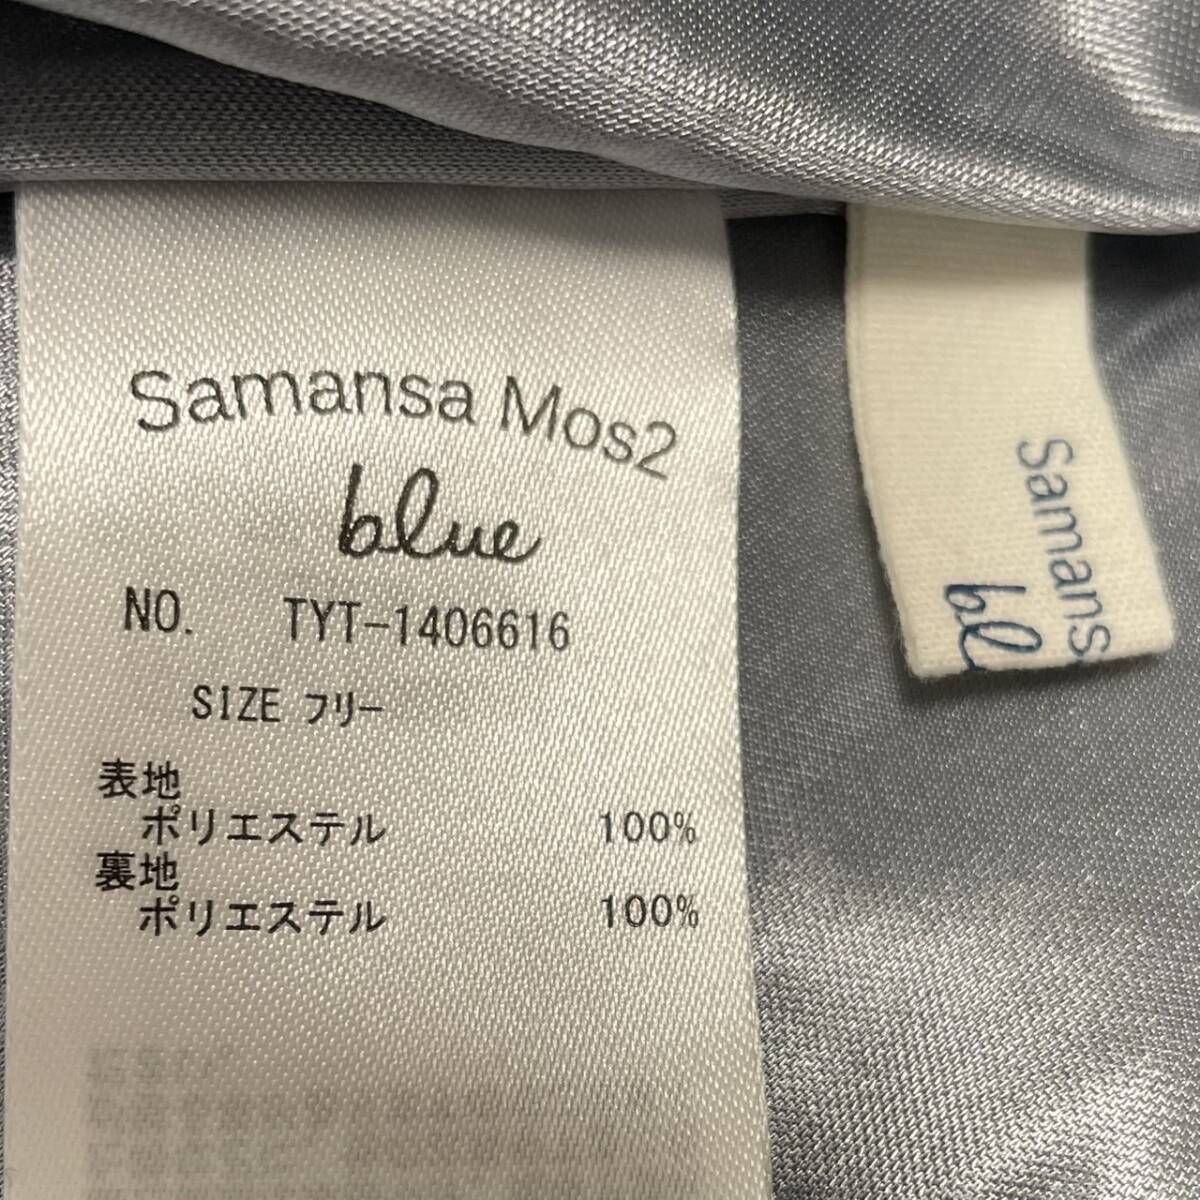 Samansa Mos2
blue
NO. TYT-1406616
SIZE フリー
表地
ポリエステル 100%
裏地
ポリエステル 100%
Samans